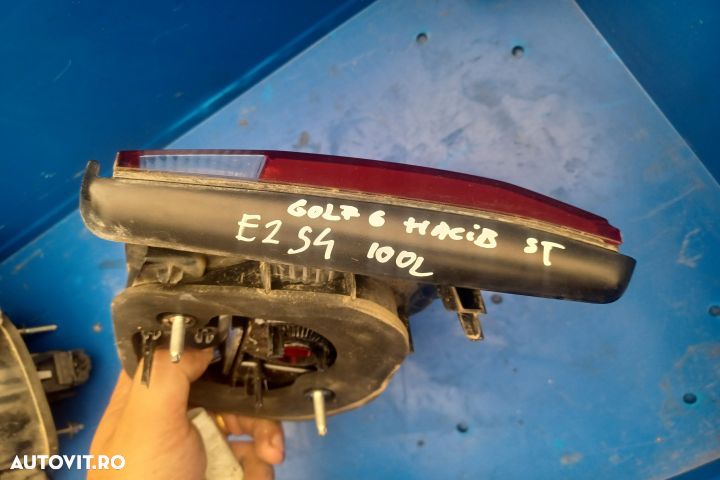 GOLF 6 HACIB ST
E2 S4 100L
AUTOVIT.RO